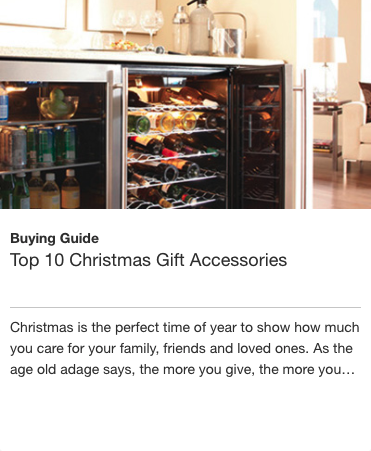 Buying Guide
Top 10 Christmas Gift Accessories
Christmas is the perfect time of year to show how much
you care for your family, friends and loved ones. As the
age old adage says, the more you give, the more you…